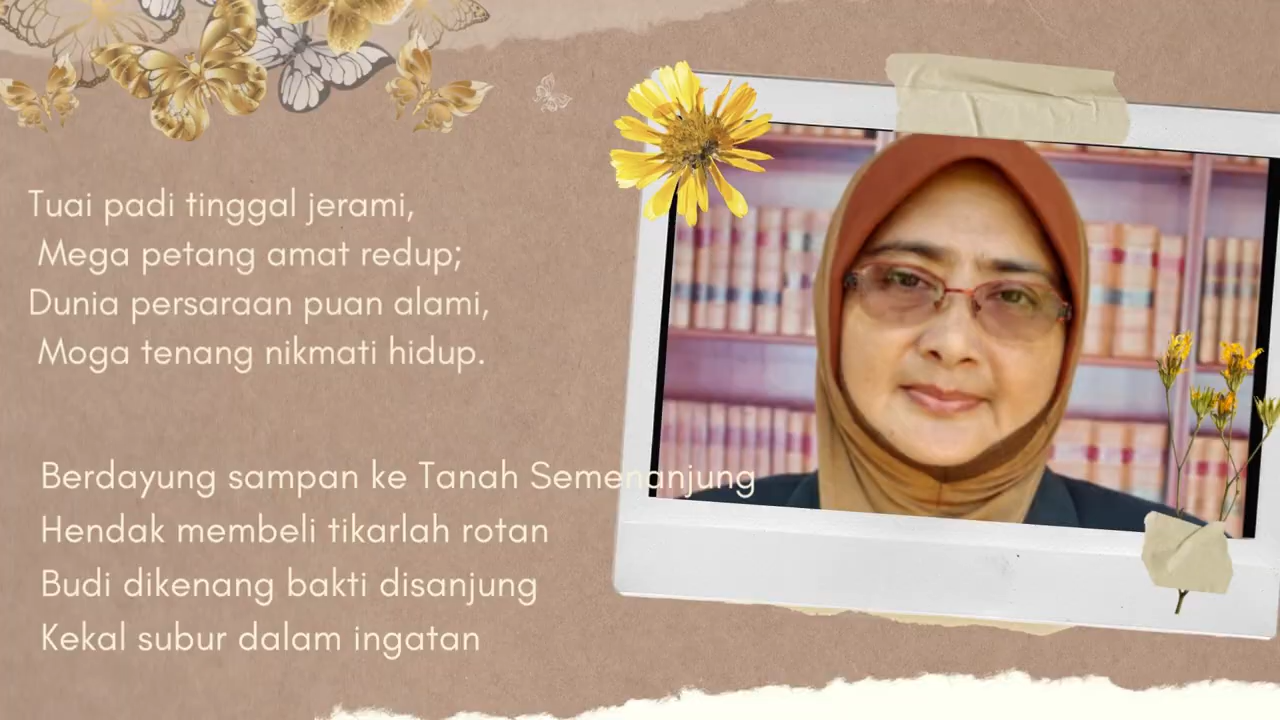 Tuai padi tinggal jerami,
Mega petang amat redup;
Dunia persaraan puan alami,
Moga tenang nikmati hidup.
Berdayung sampan ke Tanah Semenanjung
Hendak membeli tikarlah rotan
Budi dikenang bakti disanjung
Kekal subur dalam ingatan